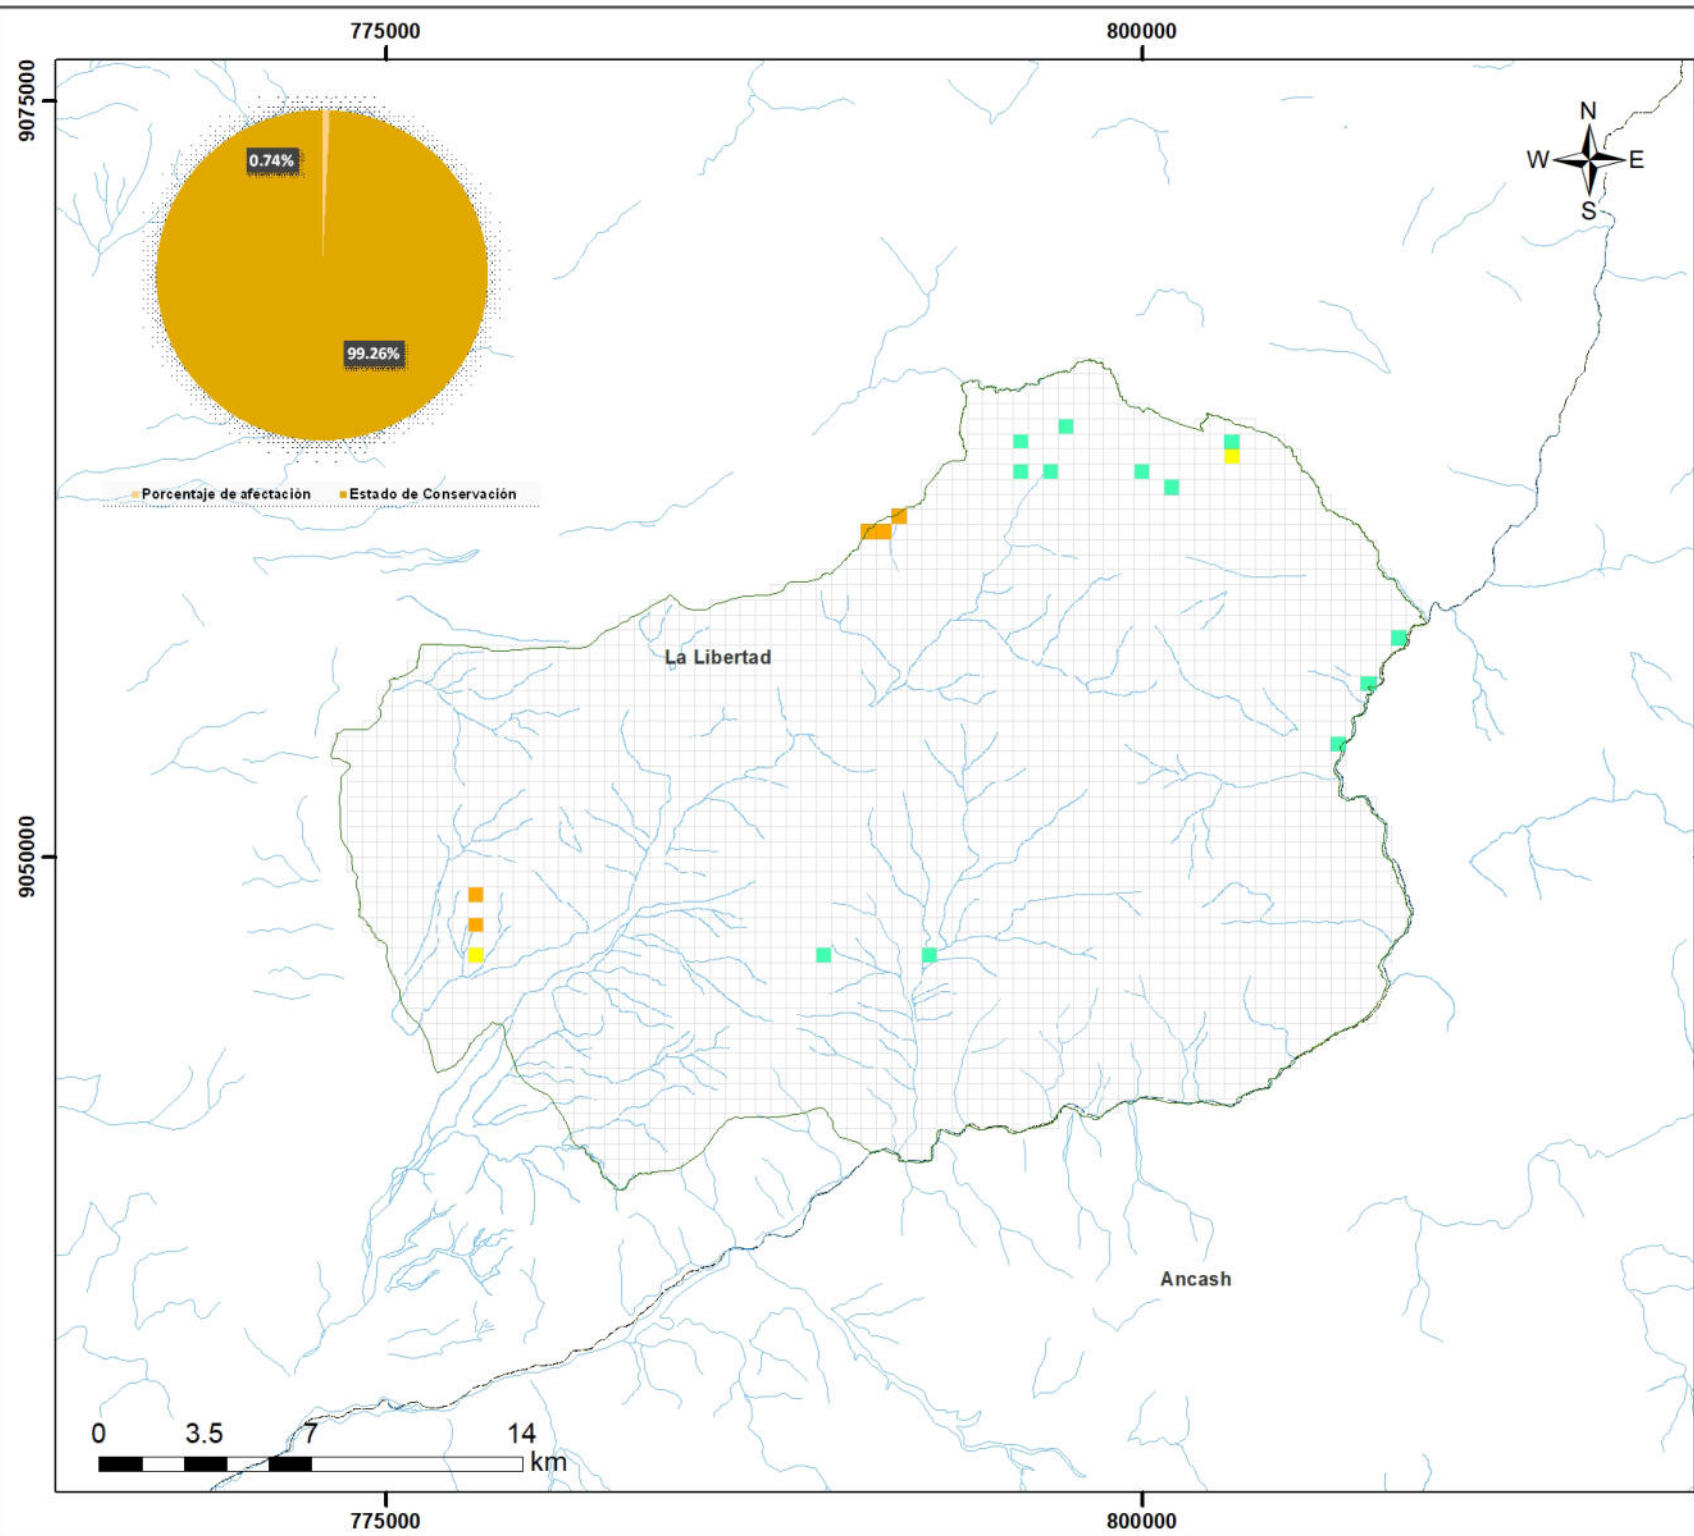 775000 800000
9075000
N
W E
S
0.74%
99.26%
Porcentaje de afectación Estado de Conservación
La Libertad
9050000
Ancash
0 3.5 7 14
km
775000 800000